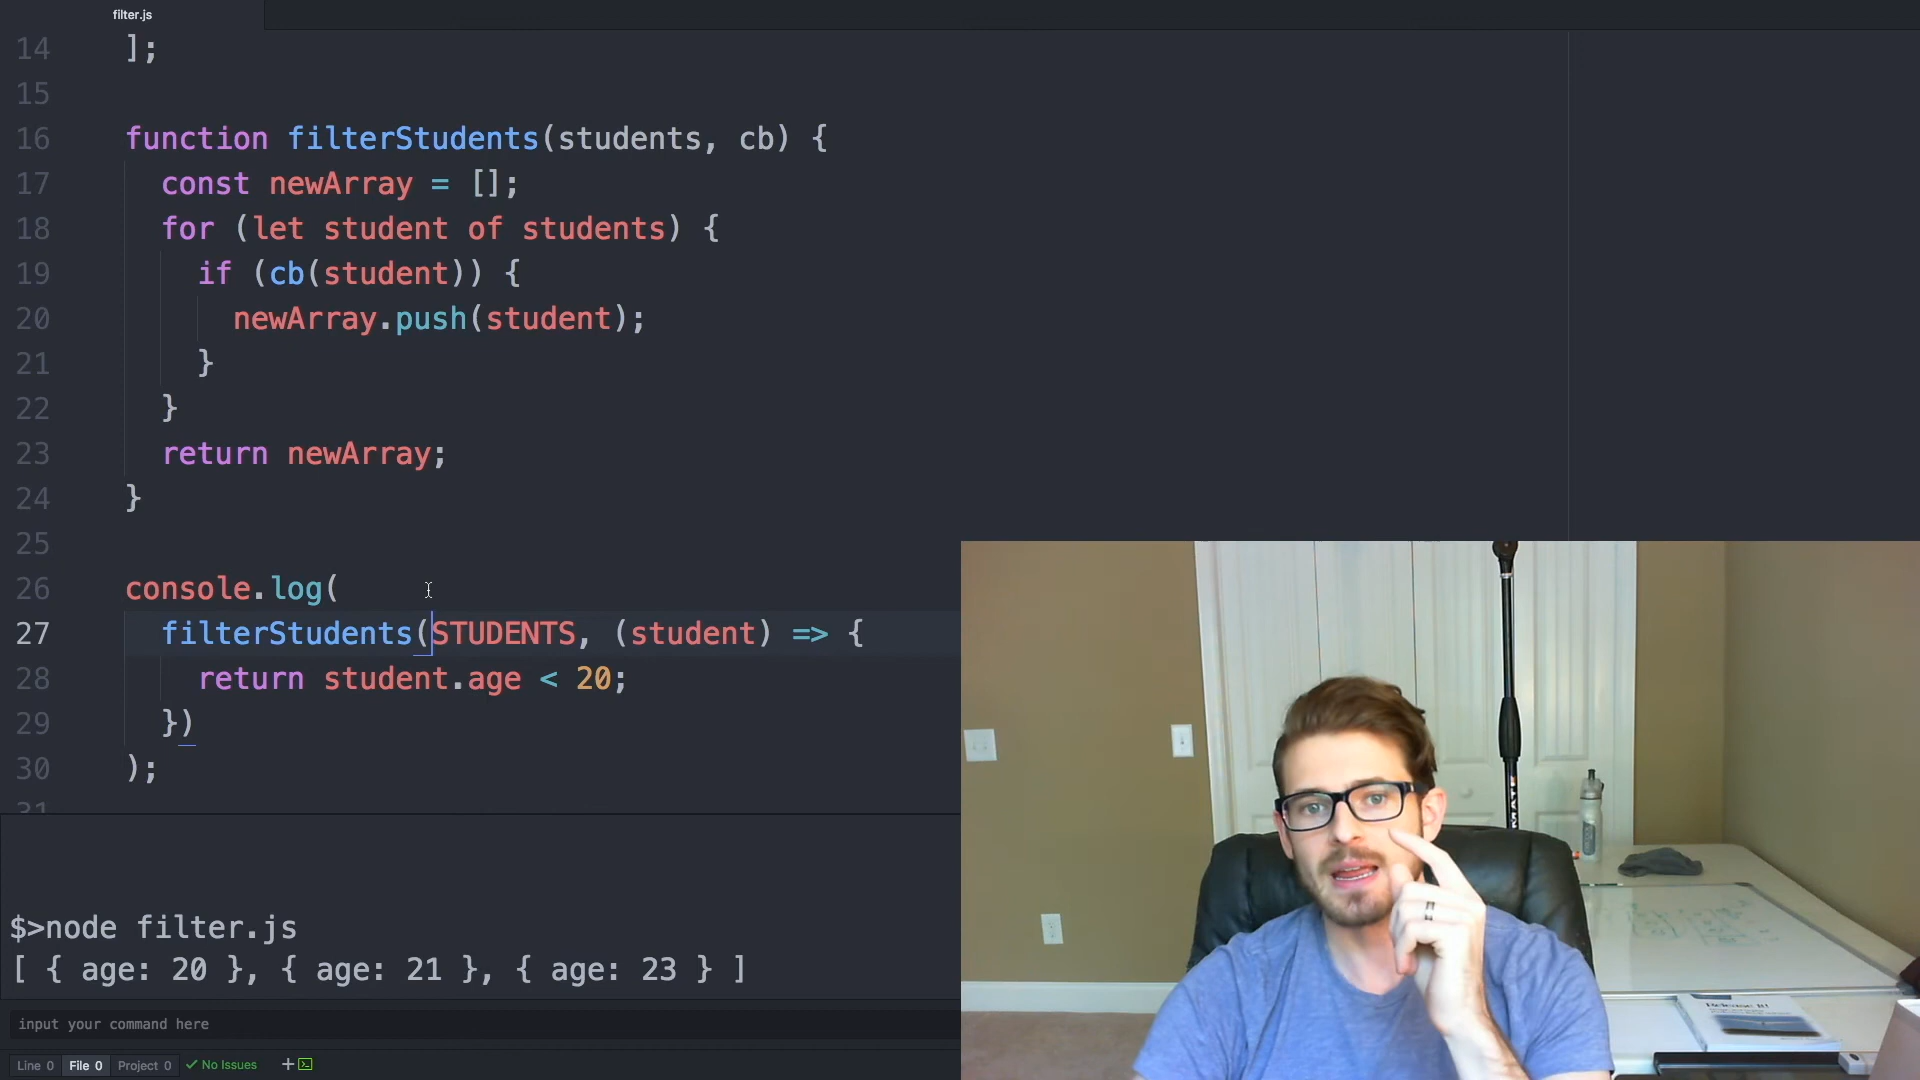 filter.js
14 ];
15
16 function filterStudents(students, cb) {
17 const newArray = [];
18 for (let student of students) {
19 if (cb(student)) {
20 newArray.push(student);
21 }
22 }
23 return newArray;
24 }
25
26 console.log(
27 filterStudents(STUDENTS, (student) => {
28 return student.age < 20;
29 })
30 );
31
$>node filter.js
[ { age: 20 }, { age: 21 }, { age: 23 } ]
input your command here
Line 0 File 0 Project 0 No Issues
Release It!